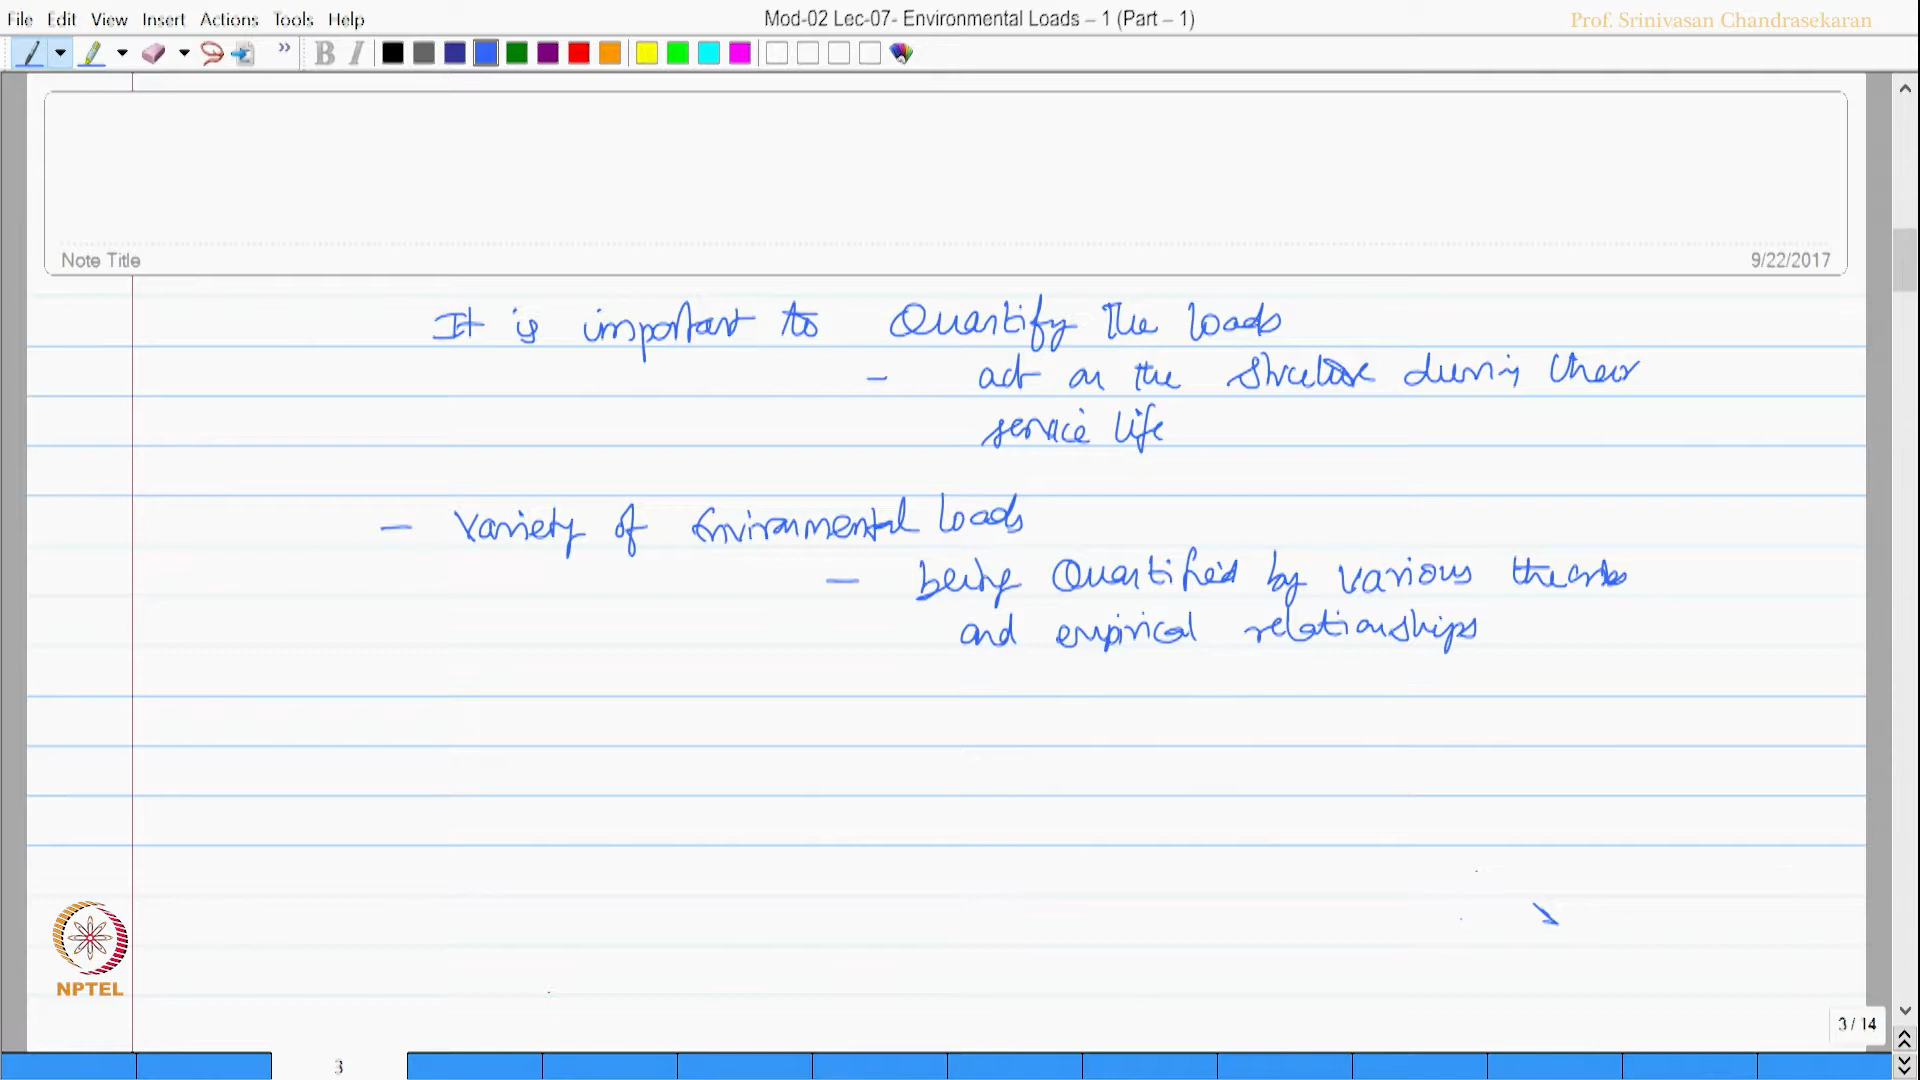 File Edit View Insert Actions Tools Help
Mod-02 Lec-07- Environmental Loads – 1 (Part – 1)
Prof. Srinivasan Chandrasekaran
B I
Note Title
9/22/2017
It is important to Quantify the loads
- act on the structure during their
service life
- Variety of Environmental loads
- being Quantified by various theories
and empirical relationships
NPTEL
3 / 14
3